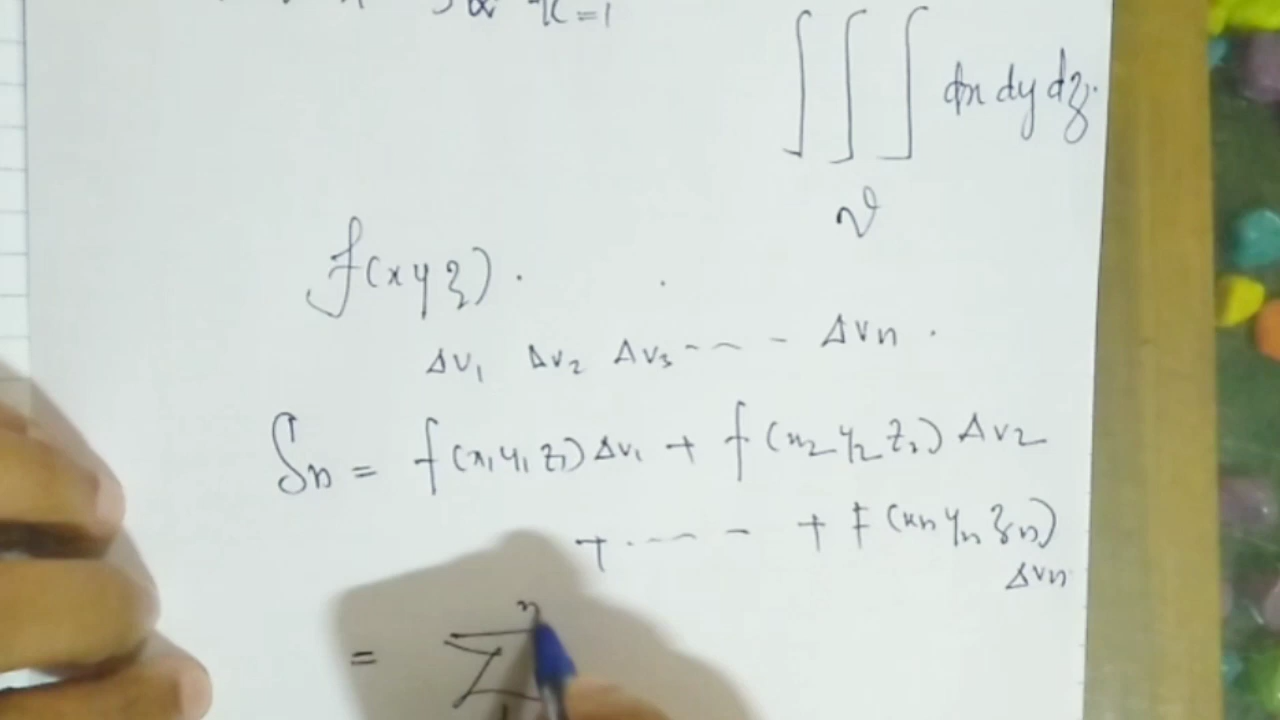 n=1
∫∫∫ dx dy dz.
v
f(x y z).
Δv₁ Δv₂ Δv₃ ---- Δvn.
Sn = f(x₁ y₁ z₁) Δv₁ + f(x₂ y₂ z₂) Δv₂
+ ---- + F(xn yn zn)
Δvn
= Σ n